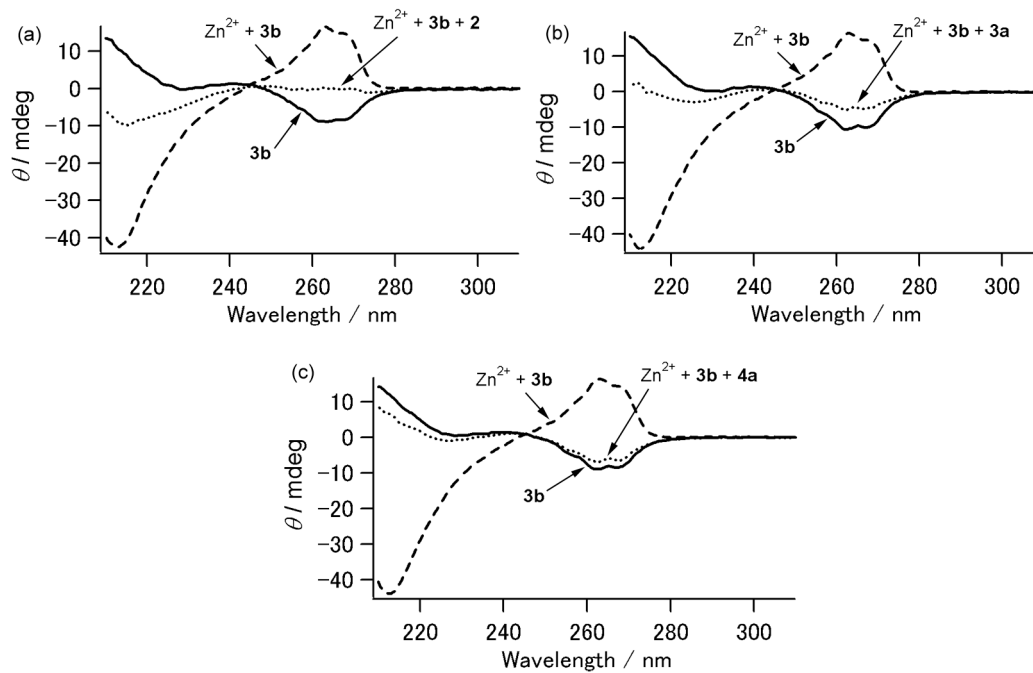 (a)
Zn2+ + 3b
Zn2+ + 3b + 2
3b
10
0
−10
−20
−30
−40
θ / mdeg
220 240 260 280 300
Wavelength / nm
(b)
Zn2+ + 3b
Zn2+ + 3b + 3a
3b
10
0
−10
−20
−30
−40
θ / mdeg
220 240 260 280 300
Wavelength / nm
(c)
Zn2+ + 3b
Zn2+ + 3b + 4a
3b
10
0
−10
−20
−30
−40
θ / mdeg
220 240 260 280 300
Wavelength / nm